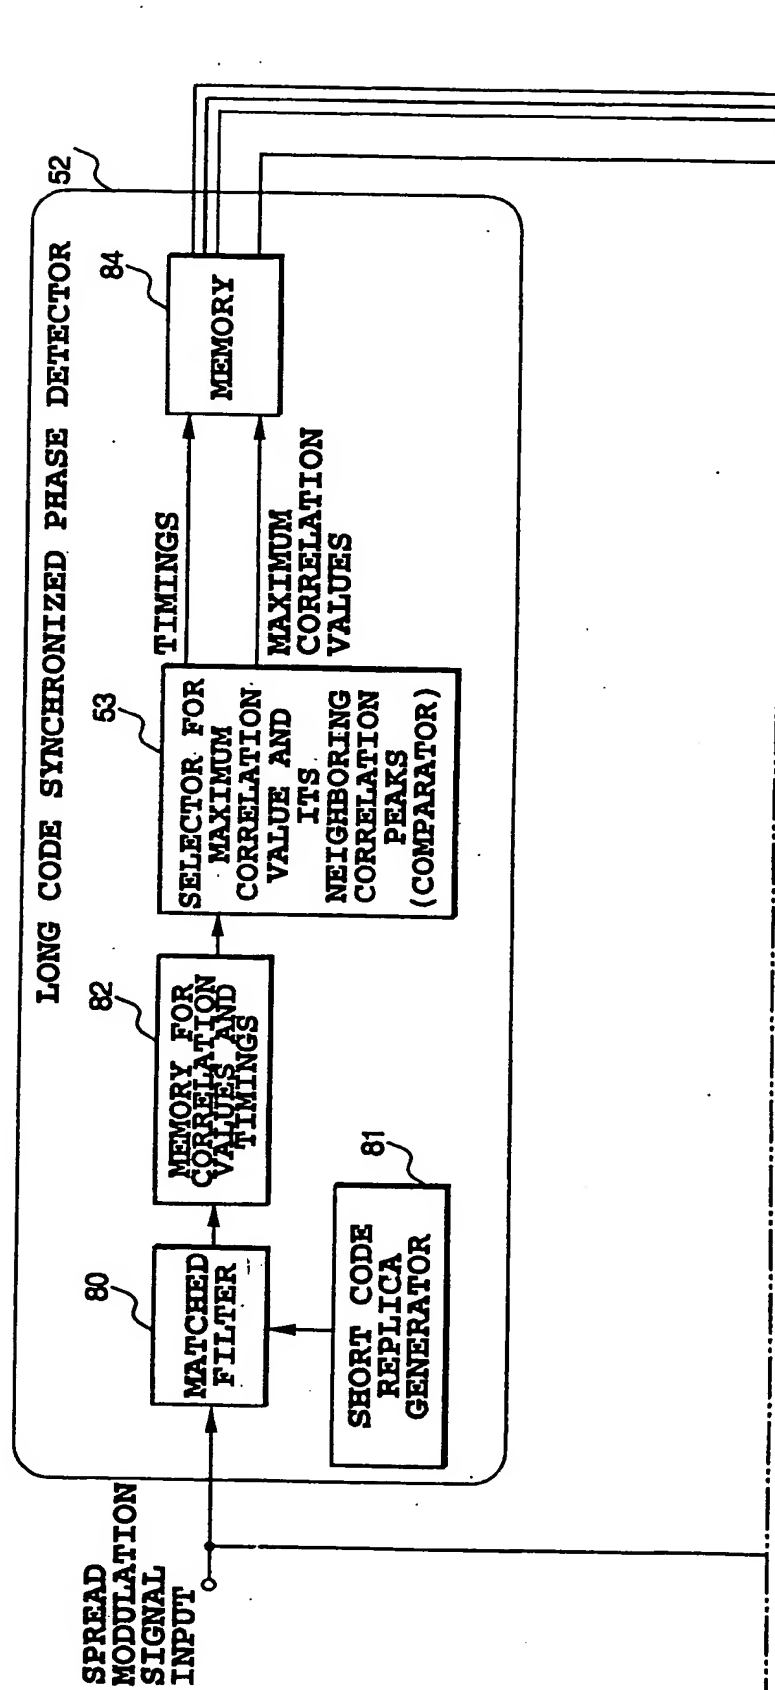 LONG CODE SYNCHRONIZED PHASE DETECTOR
52
SPREAD
MODULATION
SIGNAL
INPUT
80
MATCHED
FILTER
81
SHORT CODE
REPLICA
GENERATOR
82
MEMORY FOR
CORRELATION
VALUES AND
TIMINGS
53
SELECTOR FOR
MAXIMUM
CORRELATION
VALUE AND
ITS
NEIGHBORING
CORRELATION
PEAKS
(COMPARATOR)
TIMINGS
MAXIMUM
CORRELATION
VALUES
84
MEMORY